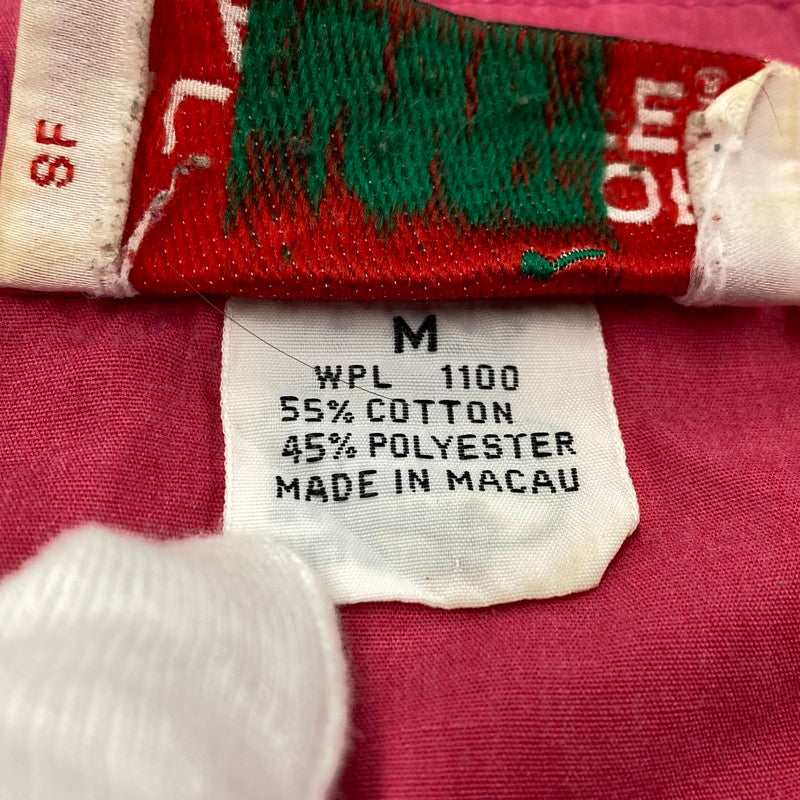 SF
M
WPL 1100
55% COTTON
45% POLYESTER
MADE IN MACAU